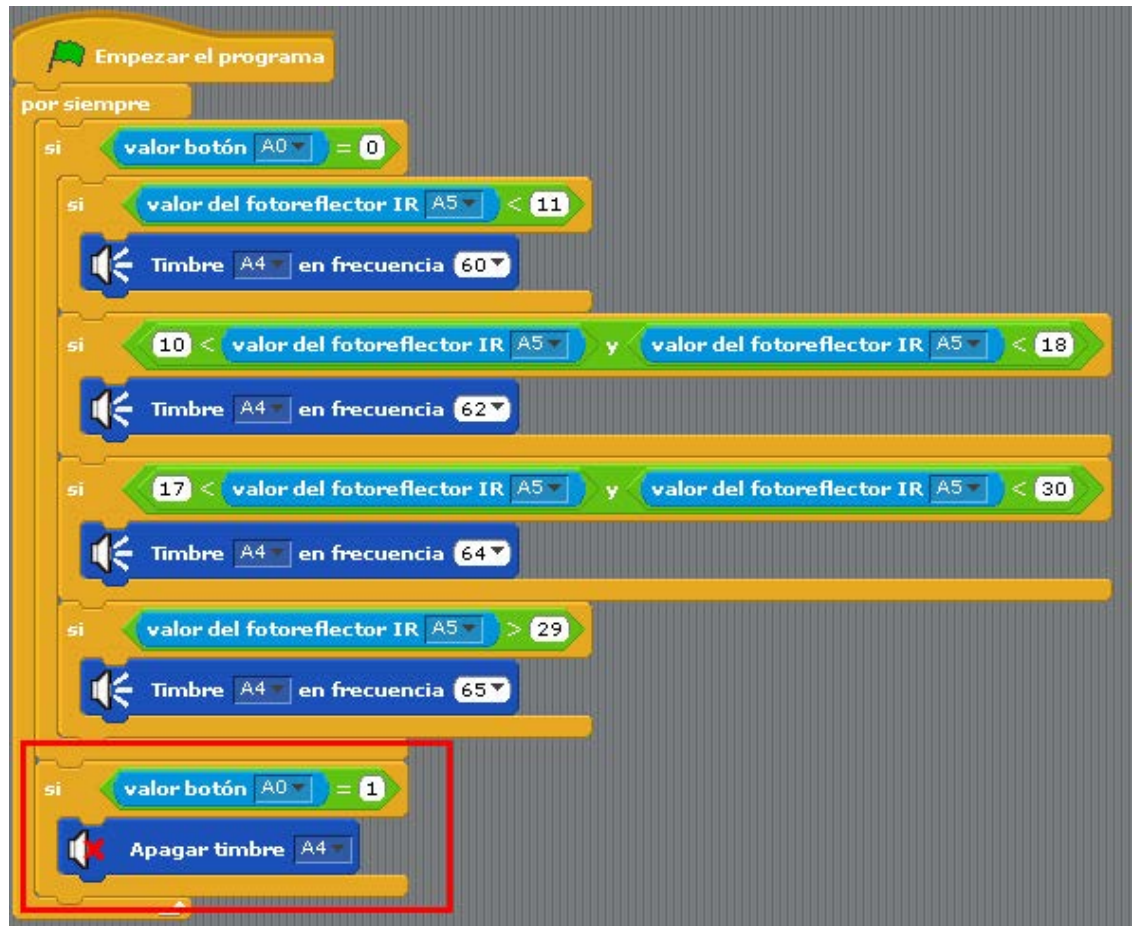 Empezar el programa
por siempre
si valor botón A0 = 0
si valor del fotoreflector IR A5 < 11
Timbre A4 en frecuencia 60
si 10 < valor del fotoreflector IR A5 y valor del fotoreflector IR A5 < 18
Timbre A4 en frecuencia 62
si 17 < valor del fotoreflector IR A5 y valor del fotoreflector IR A5 < 30
Timbre A4 en frecuencia 64
si valor del fotoreflector IR A5 > 29
Timbre A4 en frecuencia 65
si valor botón A0 = 1
Apagar timbre A4